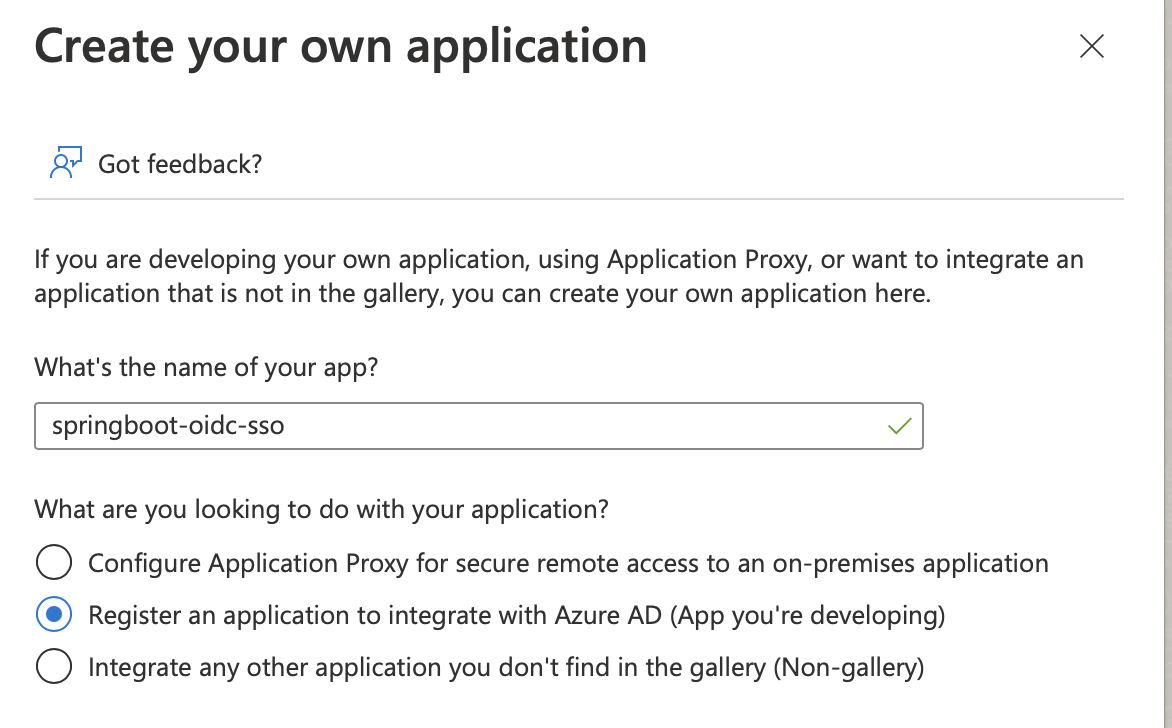 Create your own application
Got feedback?
If you are developing your own application, using Application Proxy, or want to integrate an
application that is not in the gallery, you can create your own application here.
What's the name of your app?
springboot-oidc-sso
What are you looking to do with your application?
Configure Application Proxy for secure remote access to an on-premises application
Register an application to integrate with Azure AD (App you're developing)
Integrate any other application you don't find in the gallery (Non-gallery)